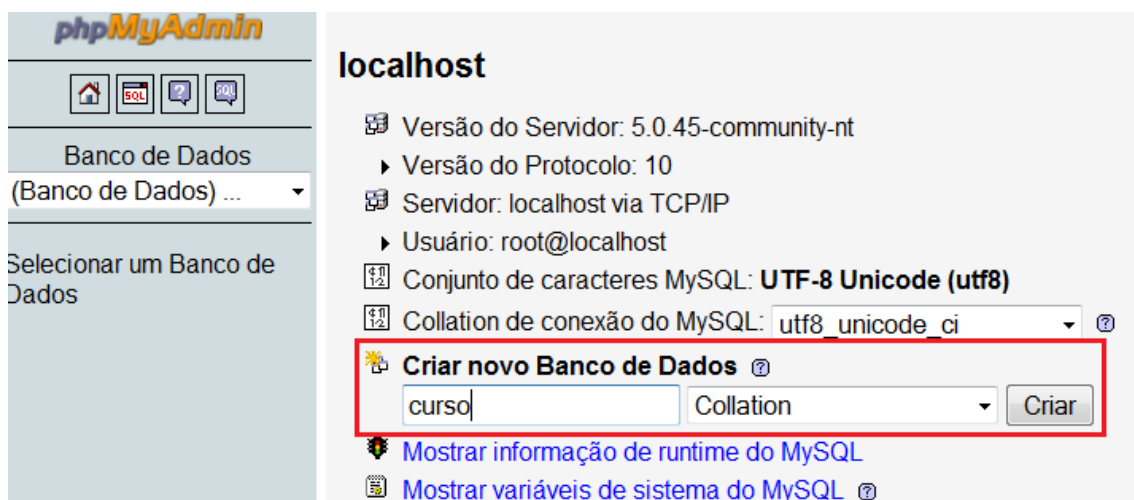 phpMyAdmin
SQL
SQL
Banco de Dados
(Banco de Dados) ...
Selecionar um Banco de
Dados
localhost
Versão do Servidor: 5.0.45-community-nt
Versão do Protocolo: 10
Servidor: localhost via TCP/IP
Usuário: root@localhost
Conjunto de caracteres MySQL: UTF-8 Unicode (utf8)
Collation de conexão do MySQL: utf8_unicode_ci
Criar novo Banco de Dados
curso Collation Criar
Mostrar informação de runtime do MySQL
Mostrar variáveis de sistema do MySQL